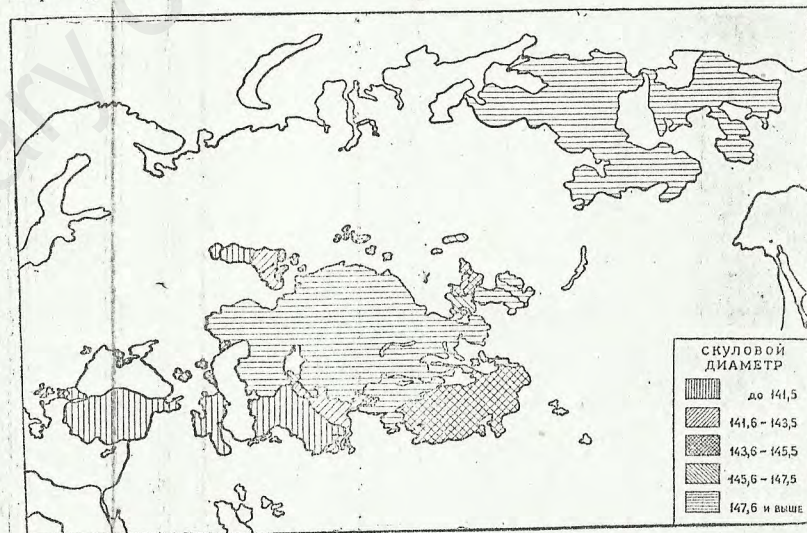 СКУЛОВОЙ
ДИАМЕТР
до 141,5
141,6 – 143,5
143,6 – 145,5
145,6 – 147,5
147,6 и выше